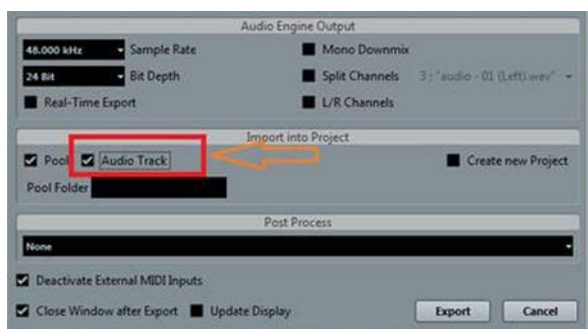 Audio Engine Output
48.000 kHz Sample Rate Mono Downmix
24 Bit Bit Depth Split Channels 3 : "audio - 01 (Left).wav"
Real-Time Export L/R Channels
Import into Project
Pool Audio Track Create new Project
Pool Folder
Post Process
None
Deactivate External MIDI Inputs
Close Window after Export Update Display Export Cancel